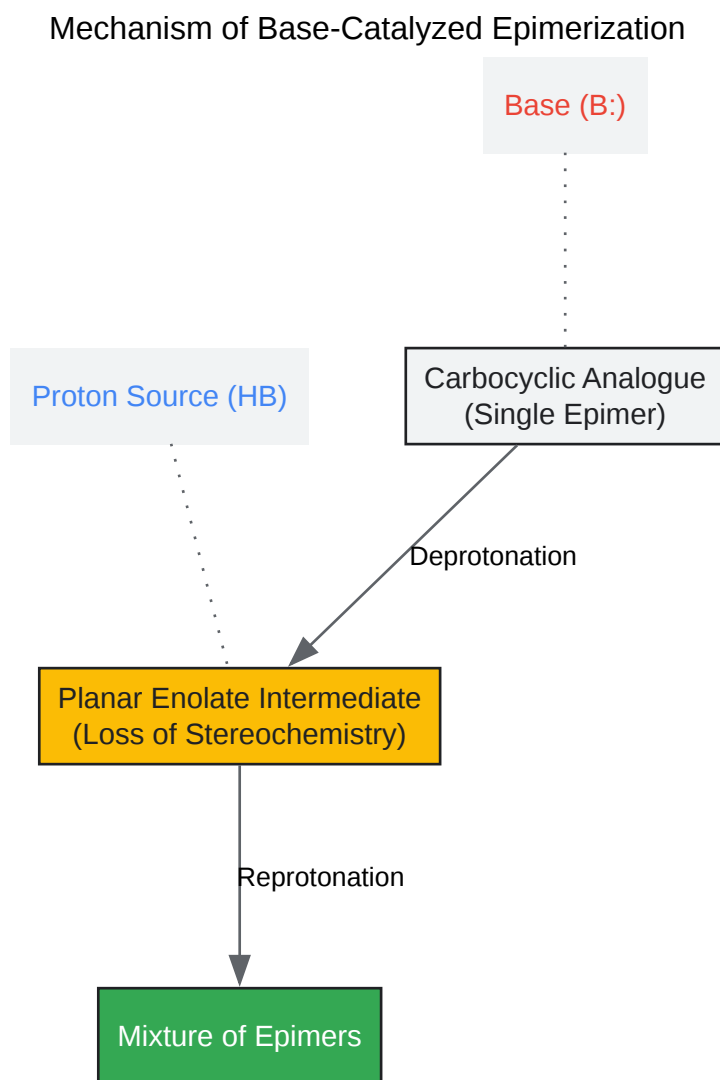 Mechanism of Base-Catalyzed Epimerization
Base (B:)
Proton Source (HB)
Carbocyclic Analogue
(Single Epimer)
Deprotonation
Planar Enolate Intermediate
(Loss of Stereochemistry)
Reprotonation
Mixture of Epimers